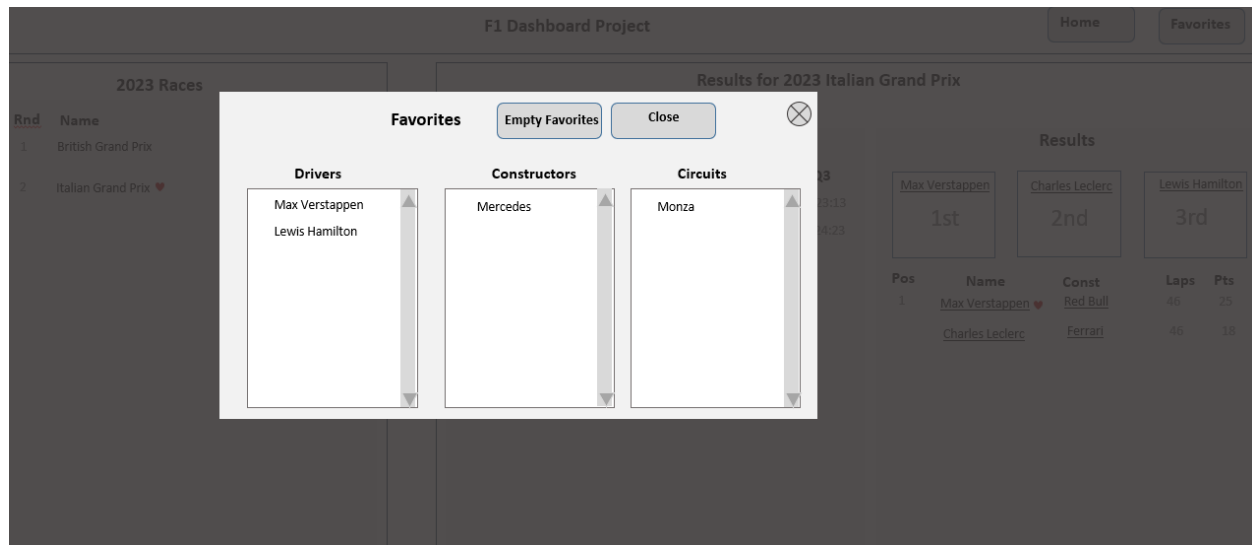 F1 Dashboard Project
Home
Favorites
2023 Races
Rnd Name
1 British Grand Prix
2 Italian Grand Prix
Results for 2023 Italian Grand Prix
Favorites
Empty Favorites
Close
Drivers
Max Verstappen
Lewis Hamilton
Constructors
Mercedes
Circuits
Monza
Results
Max Verstappen
1st
Charles Leclerc
2nd
Lewis Hamilton
3rd
Pos Name Const Laps Pts
1 Max Verstappen Red Bull 46 25
Charles Leclerc Ferrari 46 18